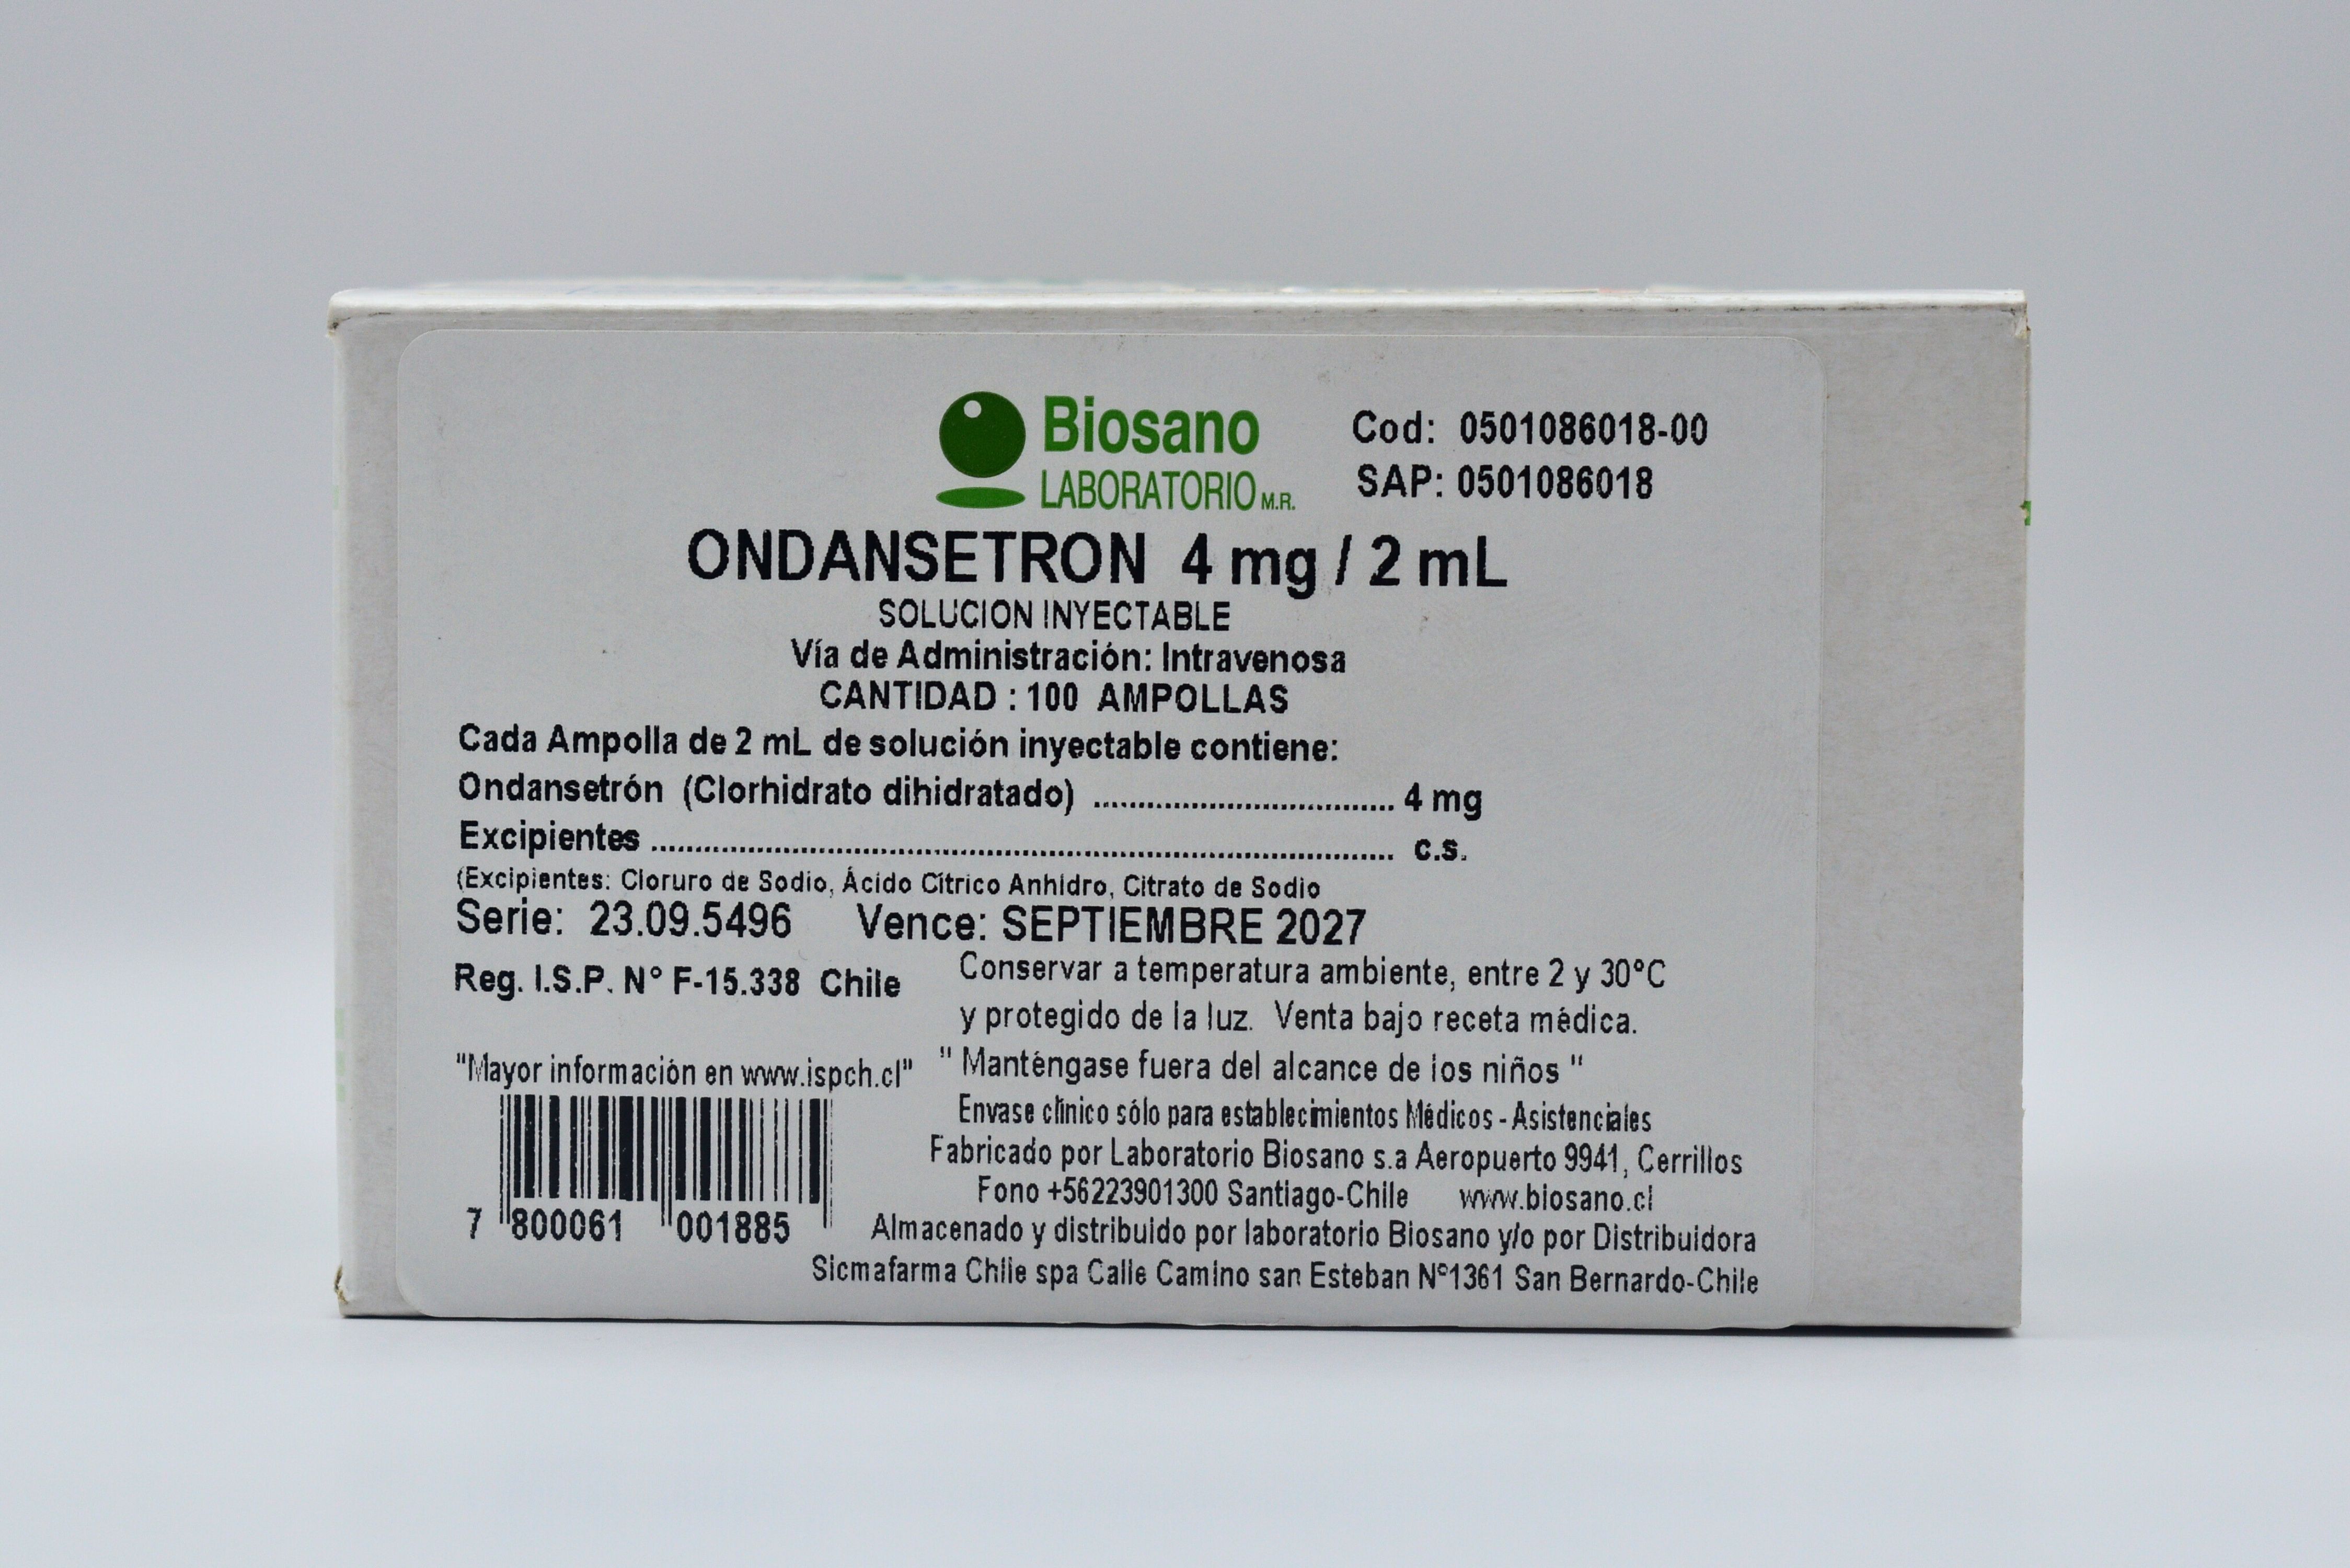 Biosano
LABORATORIO M.R.
Cod: 0501086018-00
SAP: 0501086018
ONDANSETRON 4 mg / 2 mL
SOLUCION INYECTABLE
Vía de Administración: Intravenosa
CANTIDAD : 100 AMPOLLAS
Cada Ampolla de 2 mL de solución inyectable contiene:
Ondansetrón (Clorhidrato dihidratado) .................................. 4 mg
Excipientes ..................................................................................... c.s.
(Excipientes: Cloruro de Sodio, Ácido Cítrico Anhidro, Citrato de Sodio
Serie: 23.09.5496 Vence: SEPTIEMBRE 2027
Reg. I.S.P. N° F-15.338 Chile
Conservar a temperatura ambiente, entre 2 y 30°C
y protegido de la luz. Venta bajo receta médica.
"Mayor información en www.ispch.cl"
" Manténgase fuera del alcance de los niños "
Envase clínico sólo para establecimientos Médicos - Asistenciales
Fabricado por Laboratorio Biosano s.a Aeropuerto 9941, Cerrillos
Fono +56223901300 Santiago-Chile www.biosano.cl
7 800061 001885
Almacenado y distribuido por laboratorio Biosano y/o por Distribuidora
Sicmafarma Chile spa Calle Camino san Esteban N°1361 San Bernardo-Chile